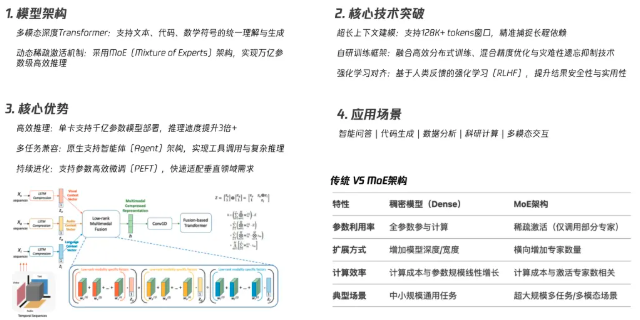 1. 模型架构
多模态深度Transformer：支持文本、代码、数学符号的统一理解与生成
动态稀疏激活机制：采用MoE（Mixture of Experts）架构，实现万亿参
数级高效推理
2. 核心技术突破
超长上下文建模：支持128K+ tokens窗口，精准捕捉长程依赖
自研训练框架：融合高效分布式训练、混合精度优化与灾难性遗忘抑制技术
强化学习对齐：基于人类反馈的强化学习（RLHF），提升结果安全性与实用性
3. 核心优势
高效推理：单卡支持千亿参数模型部署，推理速度提升3倍+
多任务兼容：原生支持智能体（Agent）架构，实现工具调用与复杂推理
持续进化：支持参数高效微调（PEFT），快速适配垂直领域需求
4. 应用场景
智能问答 | 代码生成 | 数据分析 | 科研计算 | 多模态交互
LSTM
Compression
LSTM
Compression
LSTM
Compression
Low-rank
Multimodal
Fusion
Multimodal
Compressed
Representation
Conv1D
Fusion-based
Transformer
Temporal Sequences
传统 VS MoE架构
特性 稠密模型（Dense） MoE架构
参数利用率 全参数参与计算 稀疏激活（仅调用部分专家）
扩展方式 增加模型深度/宽度 横向增加专家数量
计算效率 计算成本与参数规模线性增长 计算成本与激活专家数相关
典型场景 中小规模通用任务 超大规模多任务/多模态场景